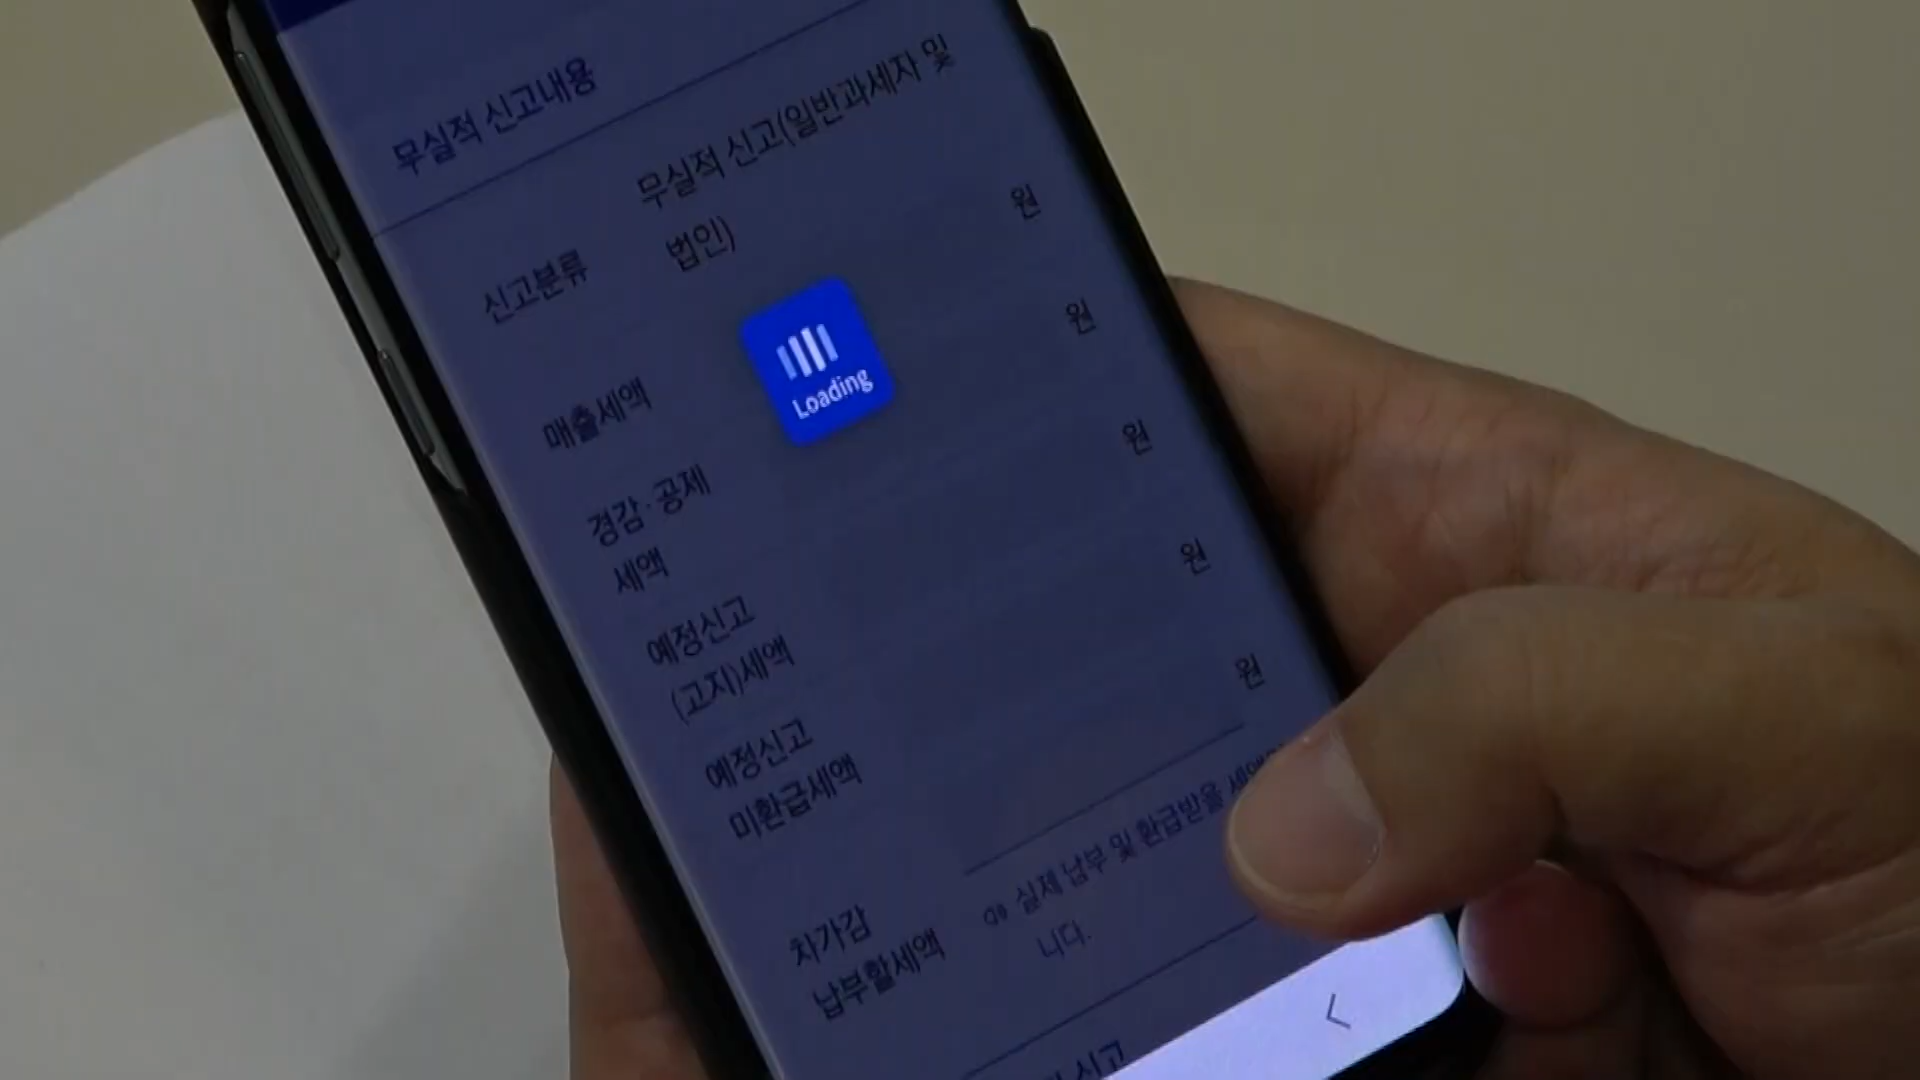 무실적 신고내용
신고분류
무실적 신고(일반과세자 및
법인)
매출세액
원
Loading
경감·공제
세액
원
예정신고
(고지)세액
원
예정신고
미환급세액
원
차가감
납부할세액
원
실제 납부 및 환급받을
니다.
신고